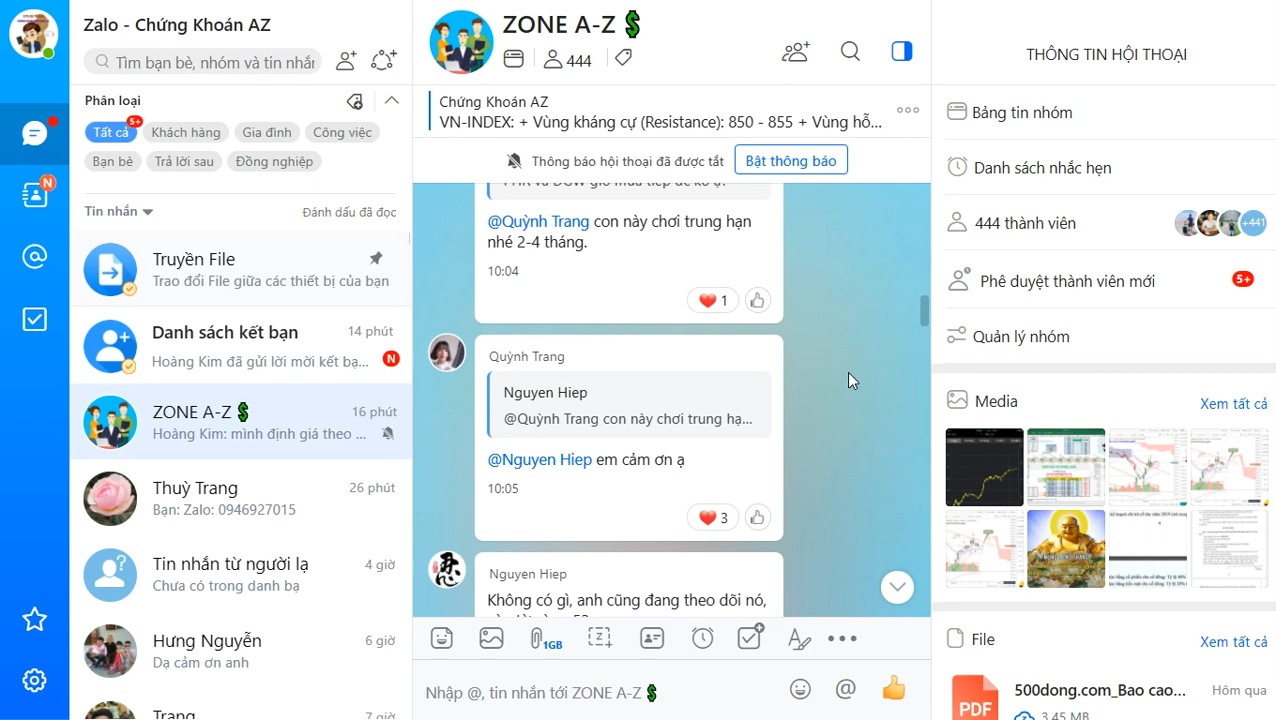 Zalo - Chứng Khoán AZ
Tìm bạn bè, nhóm và tin nhắn
Phân loại
Tất cả
5+
Khách hàng
Gia đình
Công việc
Bạn bè
Trả lời sau
Đồng nghiệp
Tin nhắn
Đánh dấu đã đọc
N
Truyền File
Trao đổi File giữa các thiết bị của bạn
Danh sách kết bạn
14 phút
Hoàng Kim đã gửi lời mời kết bạ...
N
ZONE A-Z
16 phút
Hoàng Kim: mình định giá theo ...
Thuỳ Trang
26 phút
Bạn: Zalo: 0946927015
Tin nhắn từ người lạ
4 giờ
Chưa có trong danh bạ
Hưng Nguyễn
6 giờ
Dạ cảm ơn anh
Trang
7 giờ
ZONE A-Z
444
Chứng Khoán AZ
VN-INDEX: + Vùng kháng cự (Resistance): 850 - 855 + Vùng hỗ...
Thông báo hội thoại đã được tắt
Bật thông báo
@Quỳnh Trang con này chơi trung hạn
nhé 2-4 tháng.
10:04
1
Quỳnh Trang
Nguyen Hiep
@Quỳnh Trang con này chơi trung hạ...
@Nguyen Hiep em cảm ơn ạ
10:05
3
Nguyen Hiep
Không có gì, anh cũng đang theo dõi nó,
1GB
Nhập @, tin nhắn tới ZONE A-Z
THÔNG TIN HỘI THOẠI
Bảng tin nhóm
Danh sách nhắc hẹn
444 thành viên
+441
Phê duyệt thành viên mới
5+
Quản lý nhóm
Media
Xem tất cả
File
Xem tất cả
PDF
500dong.com_Bao cao...
Hôm qua
3.45 MB